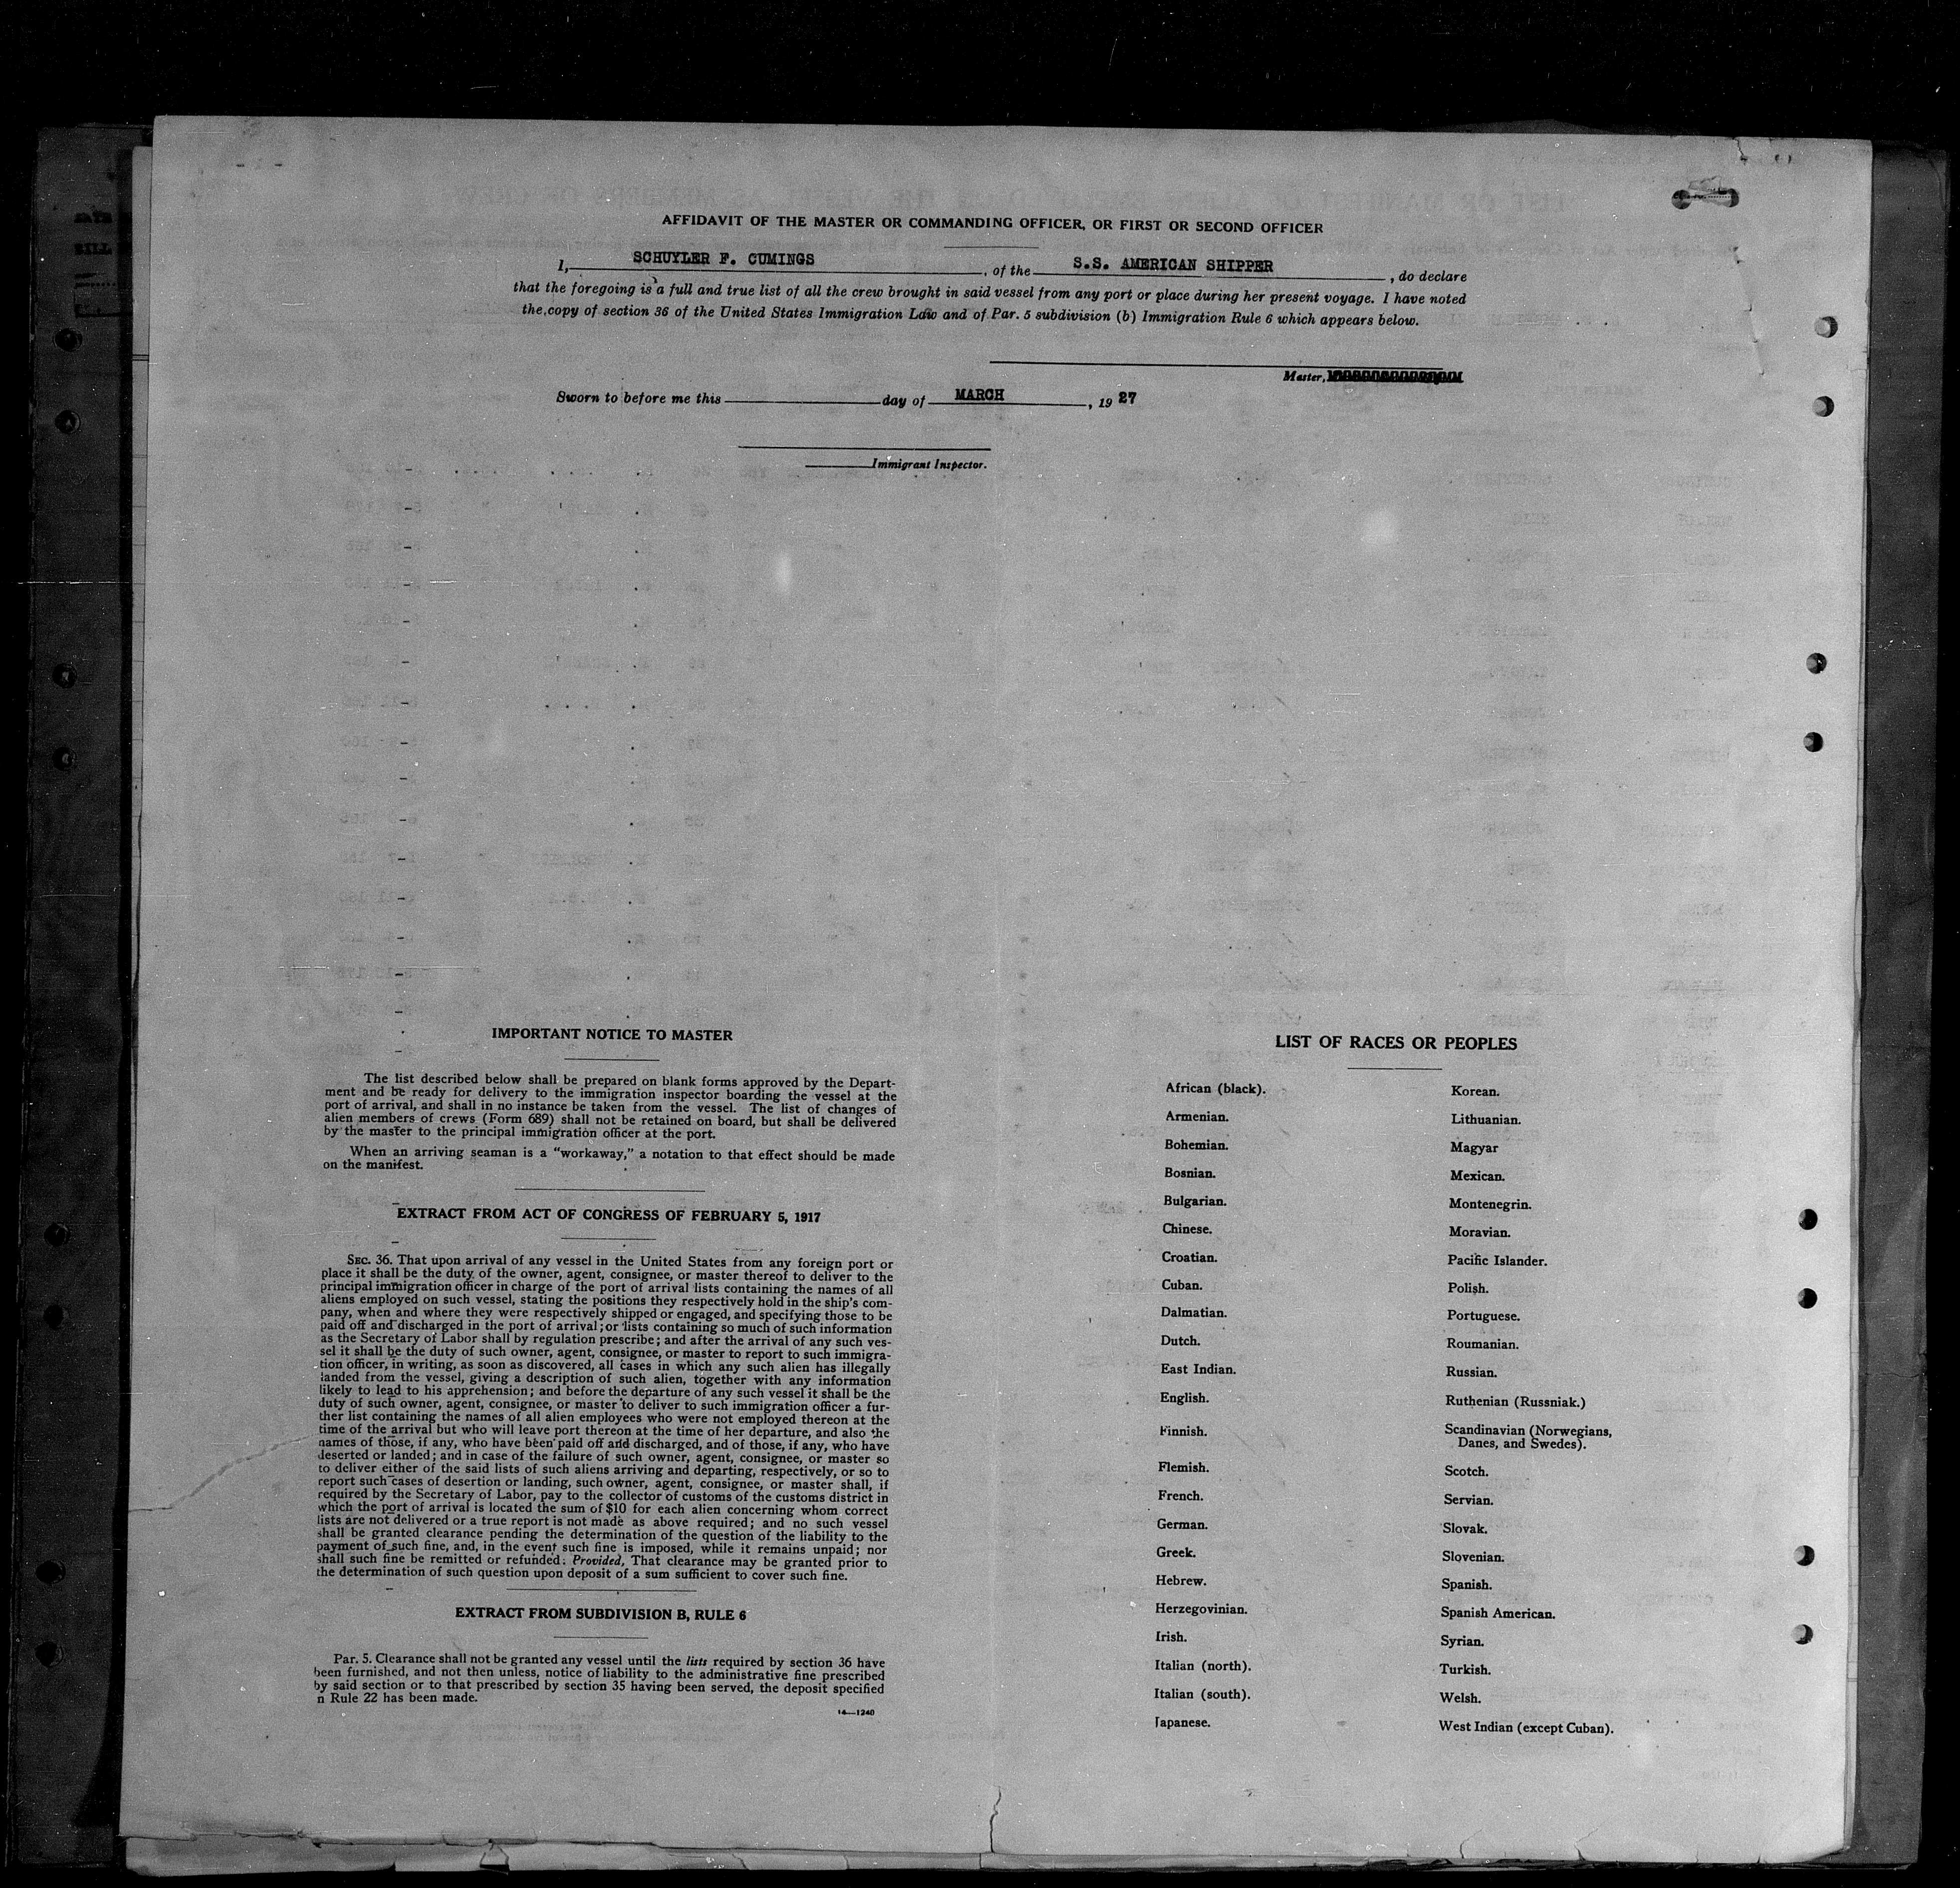 AFFIDAVIT OF THE MASTER OR COMMANDING OFFICER, OR FIRST OR SECOND OFFICER
I, SCHUYLER F. CUMINGS, of the S.S. AMERICAN SHIPPER, do declare
that the foregoing is a full and true list of all the crew brought in said vessel from any port or place during her present voyage. I have noted
the copy of section 36 of the United States Immigration Law and of Par. 5 subdivision (b) Immigration Rule 6 which appears below.
Master,
Sworn to before me this day of MARCH, 1927
Immigrant Inspector.
IMPORTANT NOTICE TO MASTER
The list described below shall be prepared on blank forms approved by the Depart-
ment and be ready for delivery to the immigration inspector boarding the vessel at the
port of arrival, and shall in no instance be taken from the vessel. The list of changes of
alien members of crews (Form 689) shall not be retained on board, but shall be delivered
by the master to the principal immigration officer at the port.
When an arriving seaman is a "workaway," a notation to that effect should be made
on the manifest.
EXTRACT FROM ACT OF CONGRESS OF FEBRUARY 5, 1917
SEC. 36. That upon arrival of any vessel in the United States from any foreign port or
place it shall be the duty of the owner, agent, consignee, or master thereof to deliver to the
principal immigration officer in charge of the port of arrival lists containing the names of all
aliens employed on such vessel, stating the positions they respectively hold in the ship's com-
pany, when and where they were respectively shipped or engaged, and specifying those to be
paid off and discharged in the port of arrival; or lists containing so much of such information
as the Secretary of Labor shall by regulation prescribe; and after the arrival of any such ves-
sel it shall be the duty of such owner, agent, consignee, or master to report to such immigra-
tion officer, in writing, as soon as discovered, all cases in which any such alien has illegally
landed from the vessel, giving a description of such alien, together with any information
likely to lead to his apprehension; and before the departure of any such vessel it shall be the
duty of such owner, agent, consignee, or master to deliver to such immigration officer a fur-
ther list containing the names of all alien employees who were not employed thereon at the
time of the arrival but who will leave port thereon at the time of her departure, and also the
names of those, if any, who have been paid off and discharged, and of those, if any, who have
deserted or landed; and in case of the failure of such owner, agent, consignee, or master so
to deliver either of the said lists of such aliens arriving and departing, respectively, or so to
report such cases of desertion or landing, such owner, agent, consignee, or master shall, if
required by the Secretary of Labor, pay to the collector of customs of the customs district in
which the port of arrival is located the sum of $10 for each alien concerning whom correct
lists are not delivered or a true report is not made as above required; and no such vessel
shall be granted clearance pending the determination of the question of the liability to the
payment of such fine, and, in the event such fine is imposed, while it remains unpaid; nor
shall such fine be remitted or refunded: Provided, That clearance may be granted prior to
the determination of such question upon deposit of a sum sufficient to cover such fine.
EXTRACT FROM SUBDIVISION B, RULE 6
Par. 5. Clearance shall not be granted any vessel until the lists required by section 36 have
been furnished, and not then unless, notice of liability to the administrative fine prescribed
by said section or to that prescribed by section 35 having been served, the deposit specified
n Rule 22 has been made.
14—1240
LIST OF RACES OR PEOPLES
African (black).
Armenian.
Bohemian.
Bosnian.
Bulgarian.
Chinese.
Croatian.
Cuban.
Dalmatian.
Dutch.
East Indian.
English.
Finnish.
Flemish.
French.
German.
Greek.
Hebrew.
Herzegovinian.
Irish.
Italian (north).
Italian (south).
Japanese.
Korean.
Lithuanian.
Magyar
Mexican.
Montenegrin.
Moravian.
Pacific Islander.
Polish.
Portuguese.
Roumanian.
Russian.
Ruthenian (Russniak.)
Scandinavian (Norwegians,
Danes, and Swedes).
Scotch.
Servian.
Slovak.
Slovenian.
Spanish.
Spanish American.
Syrian.
Turkish.
Welsh.
West Indian (except Cuban).